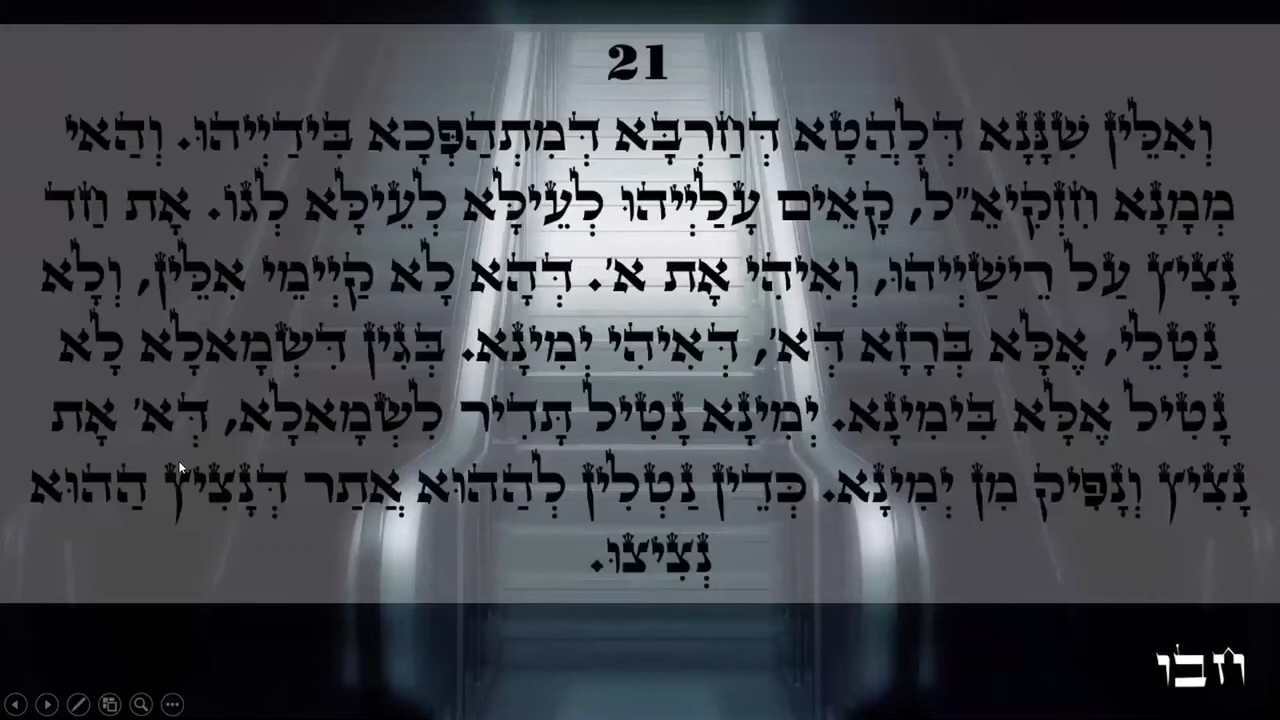 21
וְאִלֵּין שִׁנָּנָא דְּלָהֲטָא דְּחַרְבָּא דְּמִתְהַפְּכָא בִּידַיְיהוּ. וְהַאי
מְמָנָא חִזְקִיאֵ״ל, קָאֵים עָלַיְיהוּ לְעֵילָּא לְעֵילָּא לְגוֹ. אָת חַד
נָצִיץ עַל רֵישַׁיְיהוּ, וְאִיהִי אָת א׳. דְּהָא לָא קַיְימֵי אִלֵּין, וְלָא
נַטְלֵי, אֶלָּא בְּרָזָא דְּא׳, דְּאִיהִי יְמִינָא. בְּגִין דִּשְׂמָאלָא לָא
נָטִיל אֶלָּא בִּימִינָא. יְמִינָא נָטִיל תָּדִיר לִשְׂמָאלָא, דְּא׳ אָת
נָצִיץ וְנָפִיק מִן יְמִינָא. כְּדֵין נַטְלִין לְהַהוּא אֲתַר דְּנָצִיץ הַהוּא
נְצִיצוּ.